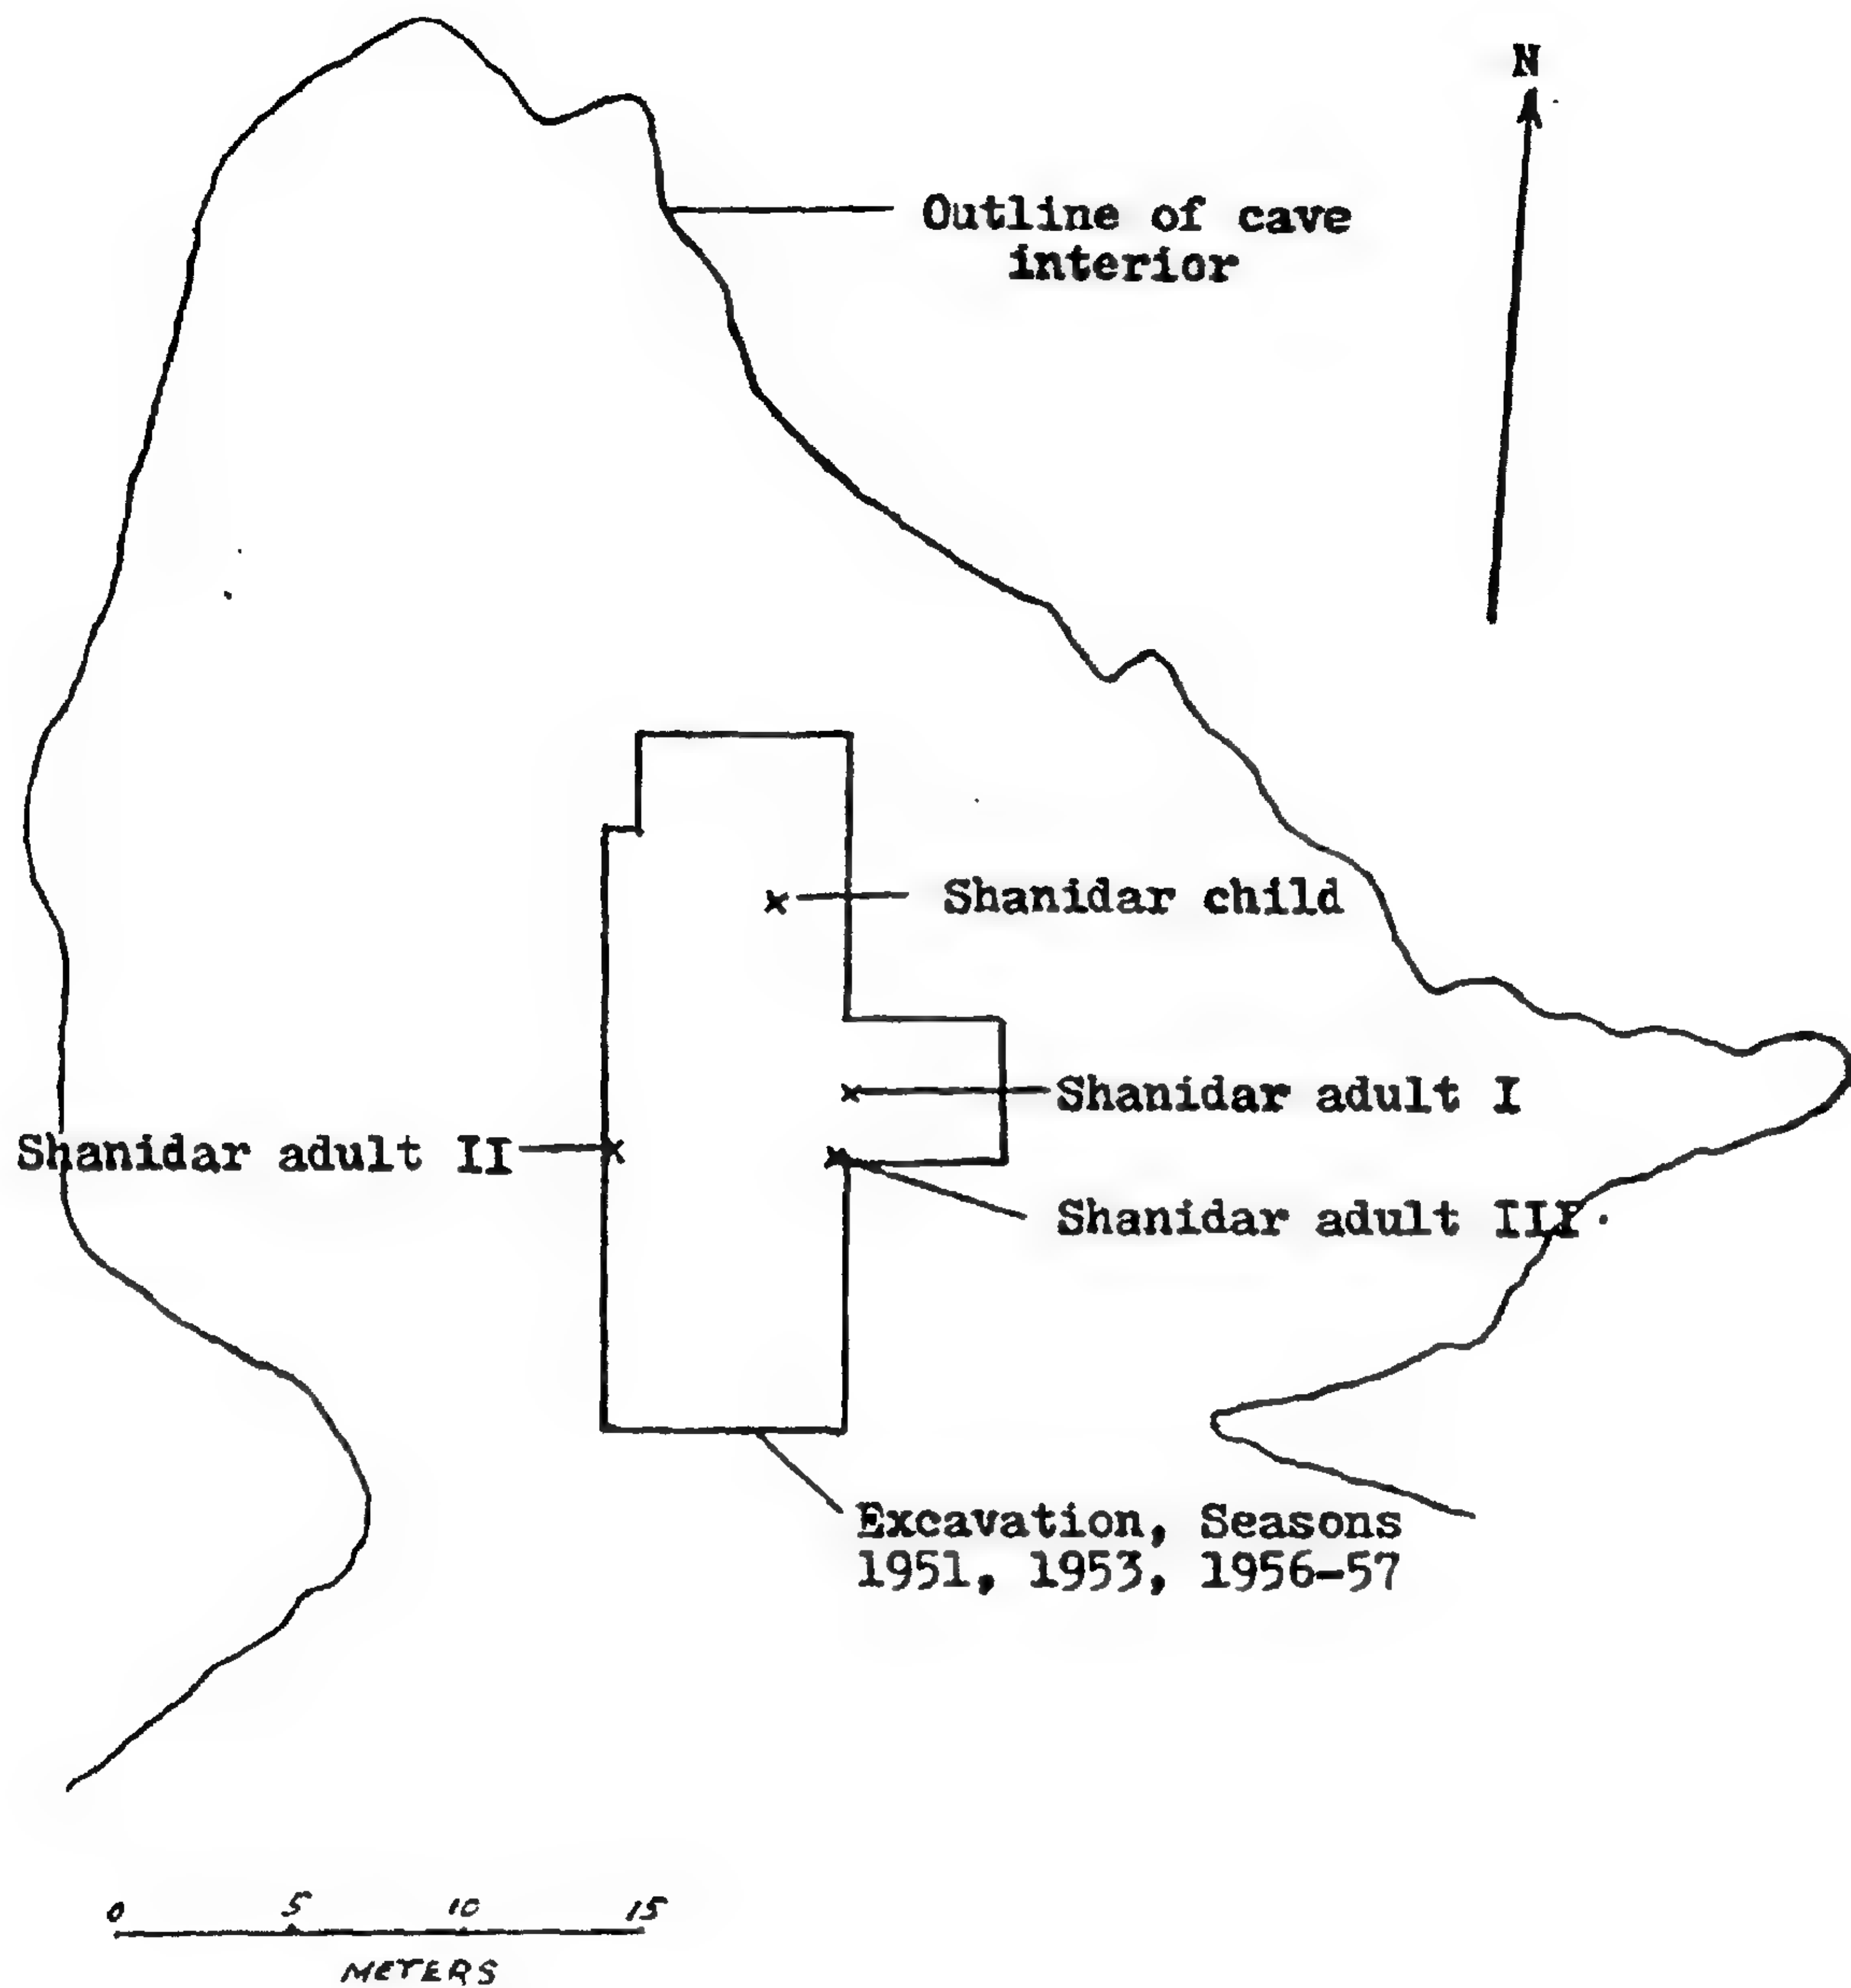 N
Outline of cave
interior
Shanidar child
Shanidar adult I
Shanidar adult II
Shanidar adult III
Excavation, Seasons
1951, 1953, 1956-57
0 5 10 15
METERS